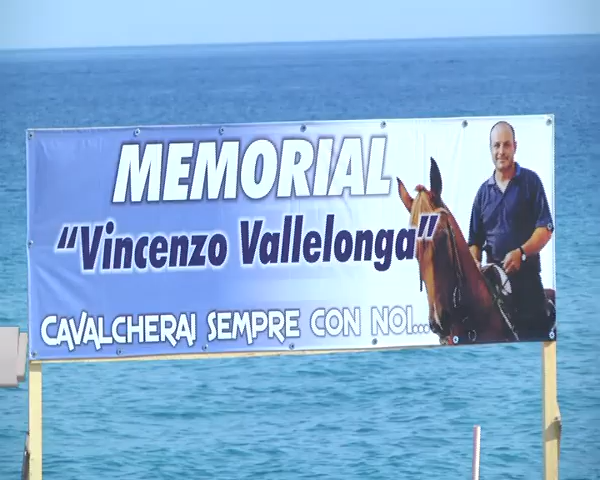 MEMORIAL
“Vincenzo Vallelonga”
CAVALCHERAI SEMPRE CON NOI...